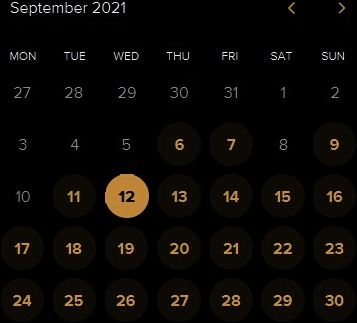 September 2021 < >
MON TUE WED THU FRI SAT SUN
27 28 29 30 31 1 2
3 4 5 6 7 8 9
10 11 12 13 14 15 16
17 18 19 20 21 22 23
24 25 26 27 28 29 30